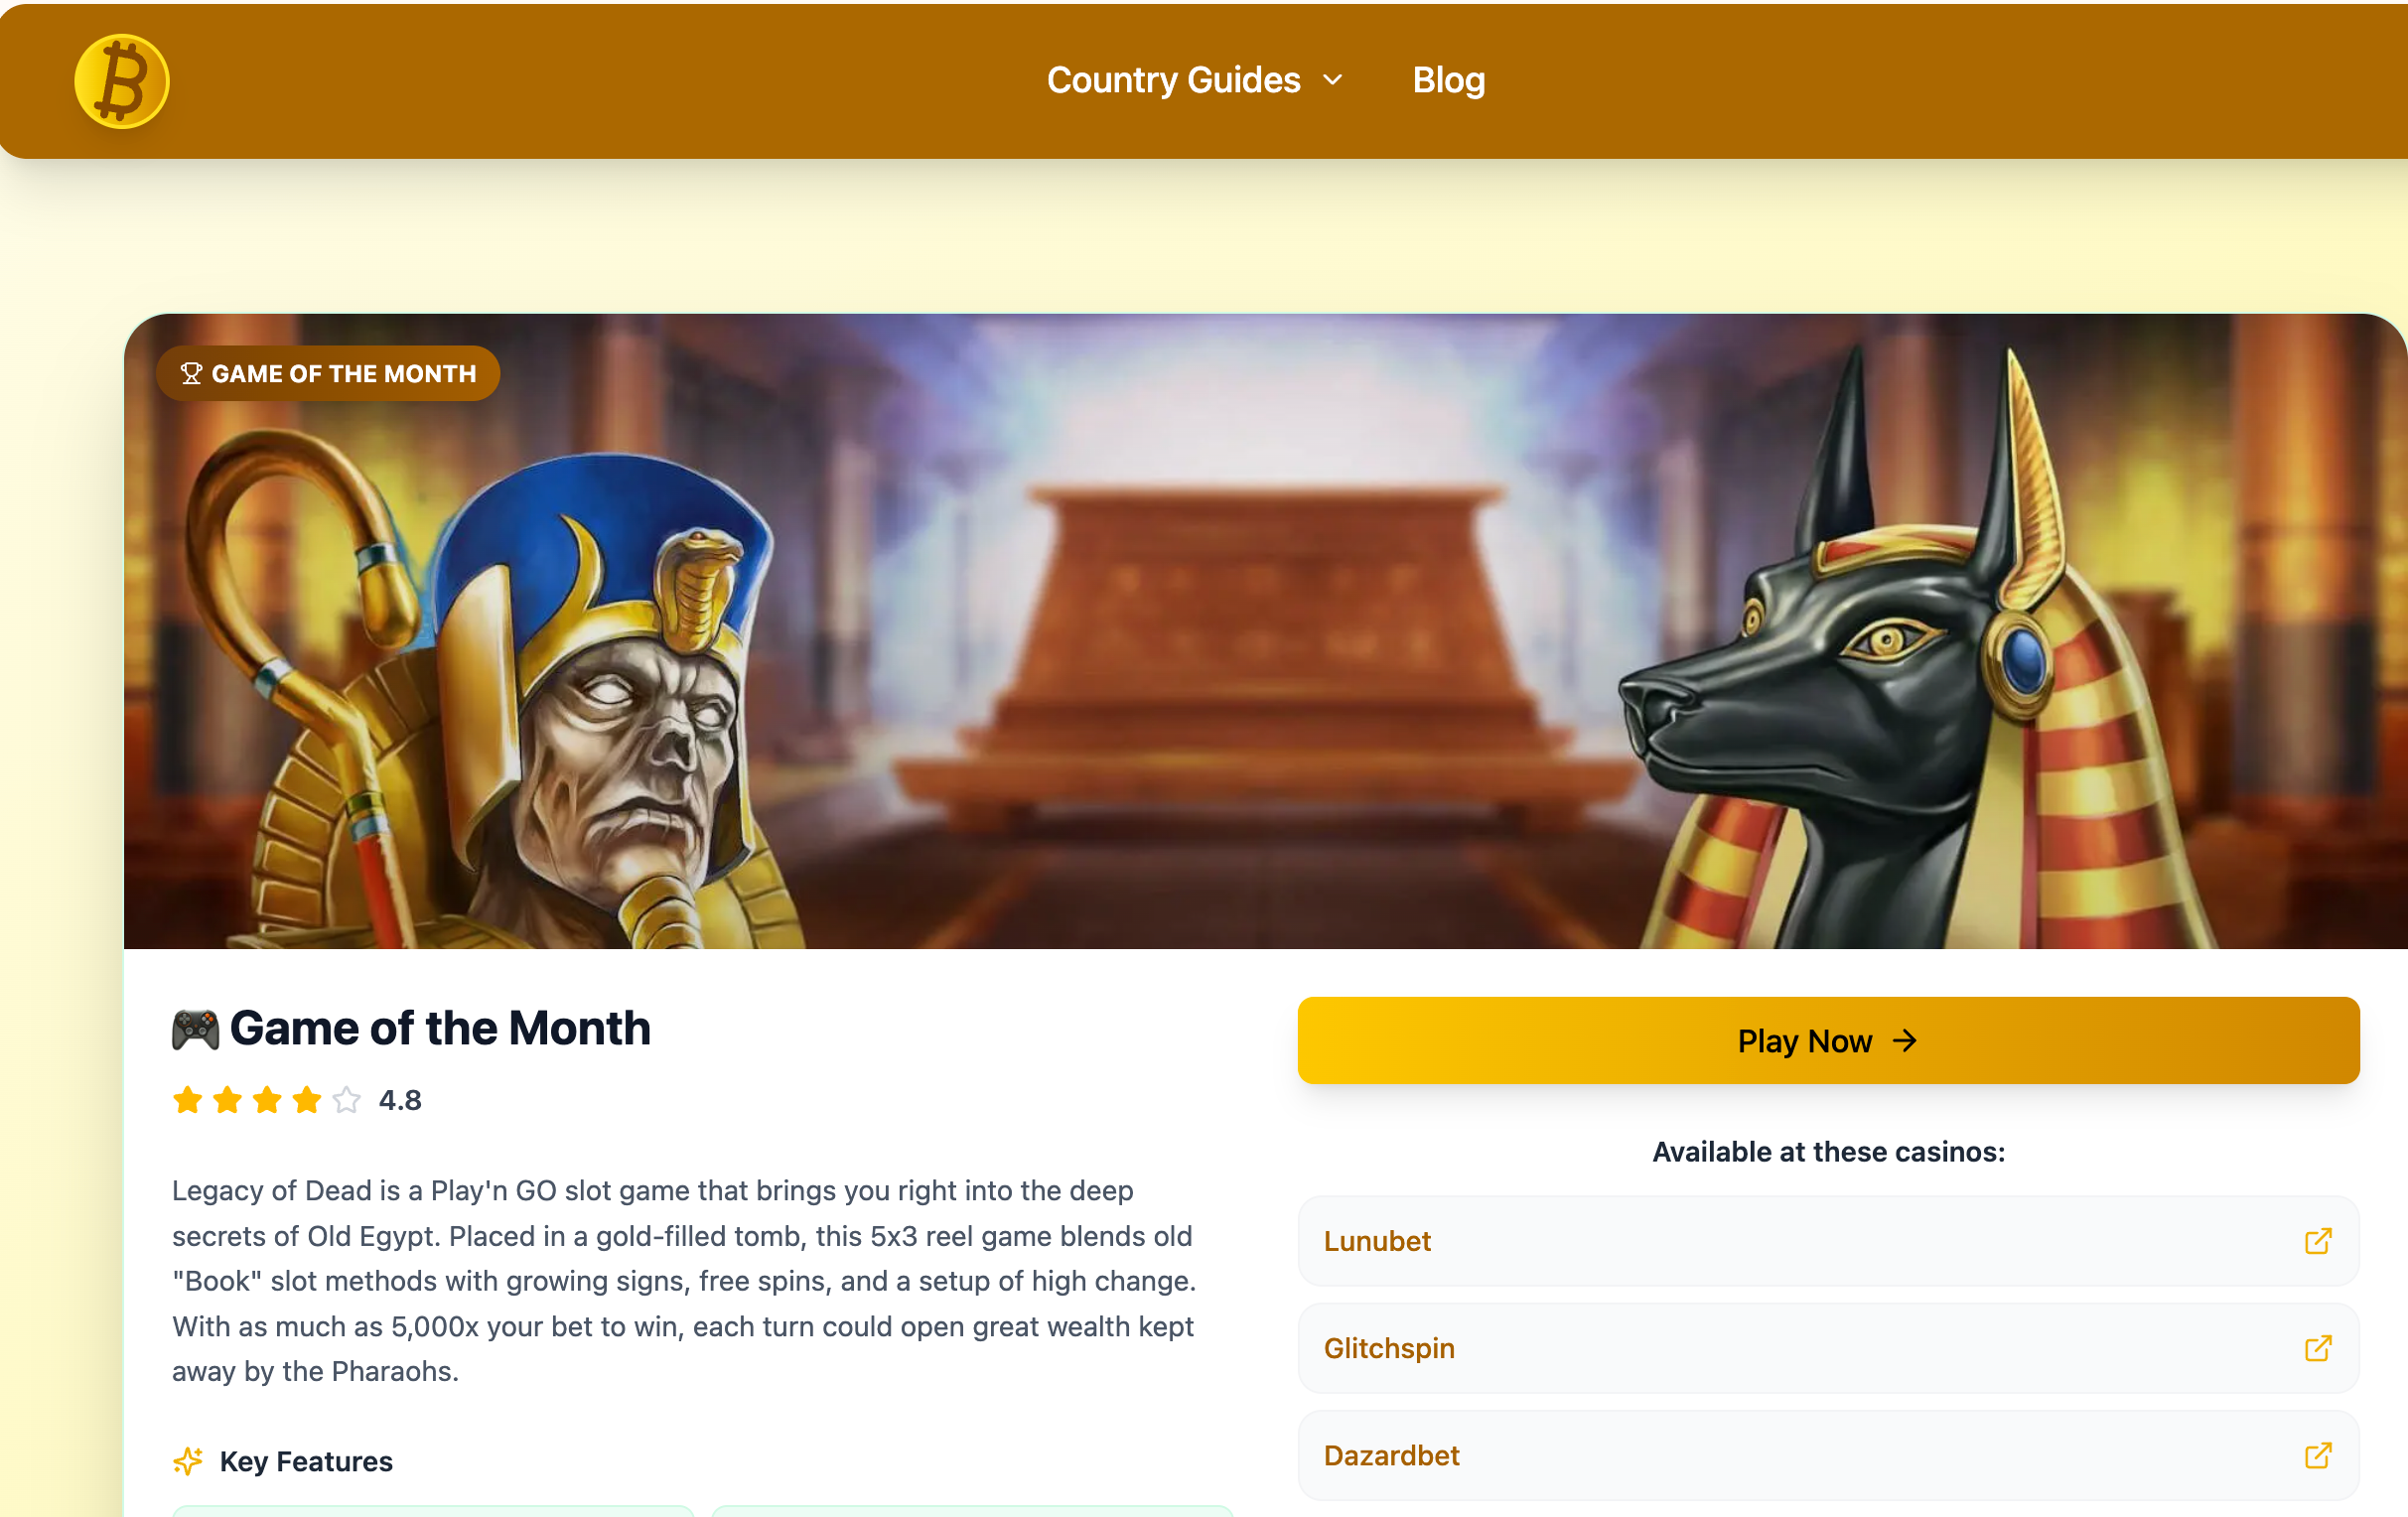 Country Guides
Blog
GAME OF THE MONTH
Game of the Month
4.8
Legacy of Dead is a Play'n GO slot game that brings you right into the deep
secrets of Old Egypt. Placed in a gold-filled tomb, this 5x3 reel game blends old
"Book" slot methods with growing signs, free spins, and a setup of high change.
With as much as 5,000x your bet to win, each turn could open great wealth kept
away by the Pharaohs.
Key Features
Play Now →
Available at these casinos:
Lunubet
Glitchspin
Dazardbet